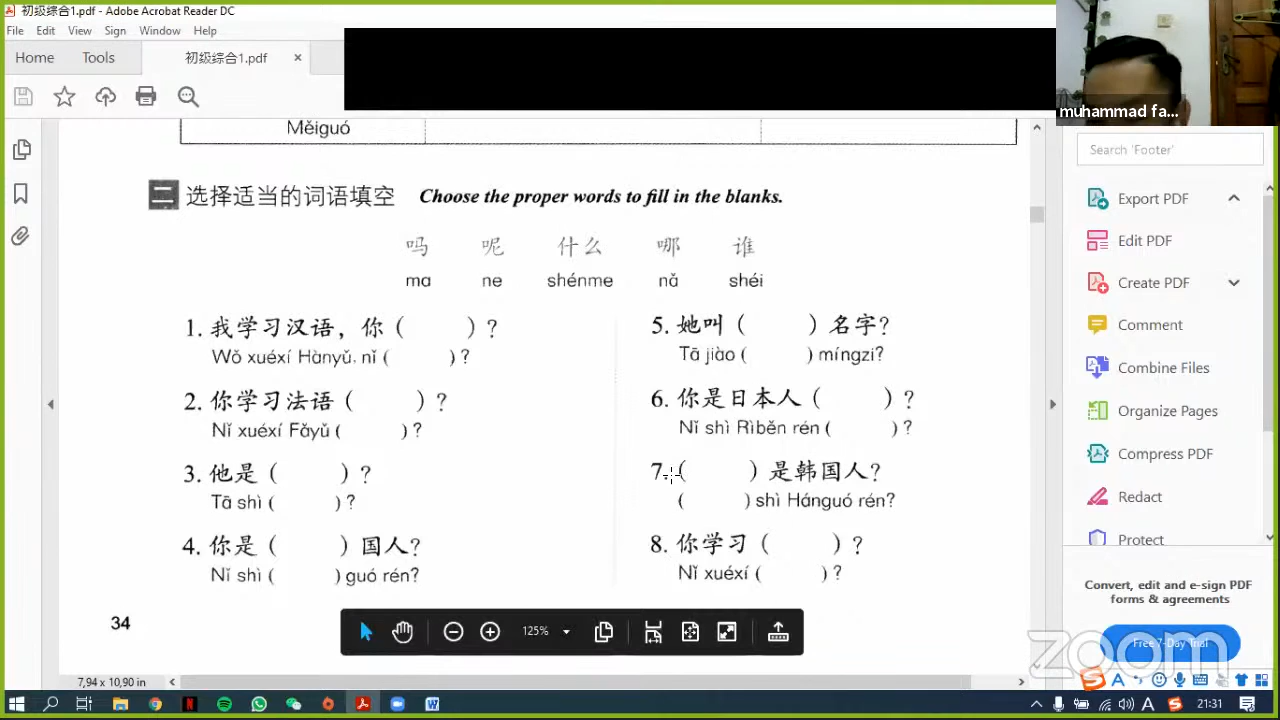 初级综合1.pdf - Adobe Acrobat Reader DC
File Edit View Sign Window Help
Home Tools 初级综合1.pdf ×
muhammad fa...
Měiguó
二 选择适当的词语填空 Choose the proper words to fill in the blanks.
吗 呢 什么 哪 谁
ma ne shénme nǎ shéi
1. 我学习汉语，你（ ）？
Wǒ xuéxí Hànyǔ, nǐ ( )?
2. 你学习法语（ ）？
Nǐ xuéxí Fǎyǔ ( )?
3. 他是（ ）？
Tā shì ( )?
4. 你是（ ）国人？
Nǐ shì ( ) guó rén?
5. 她叫（ ）名字？
Tā jiào ( ) míngzi?
6. 你是日本人（ ）？
Nǐ shì Rìběn rén ( )?
7.（ ）是韩国人？
( ) shì Hánguó rén?
8. 你学习（ ）？
Nǐ xuéxí ( )?
34
125%
7,94 x 10,90 in
Search 'Footer'
Export PDF
Edit PDF
Create PDF
Comment
Combine Files
Organize Pages
Compress PDF
Redact
Protect
Convert, edit and e-sign PDF
forms & agreements
Free 7-Day Trial
zoom
21:31